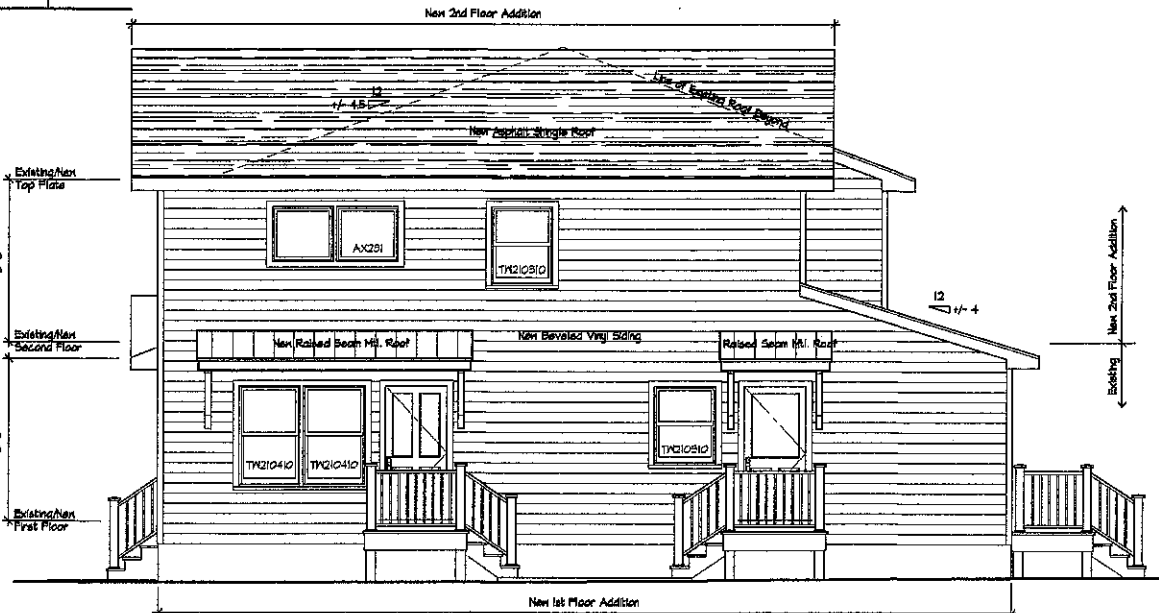 New 2nd Floor Addition
Line of Existing Roof Beyond
12
+/- 4.5
New Asphalt Shingle Roof
Existing/New
Top Plate
AX251
TW210310
12
+/- 4
New 2nd Floor Addition
Existing
Existing/New
Second Floor
New Raised Seam Mtl. Roof
New Beveled Vinyl Siding
Raised Seam Mtl. Roof
TW210410
TW210410
TW210310
Existing/New
First Floor
New 1st Floor Addition